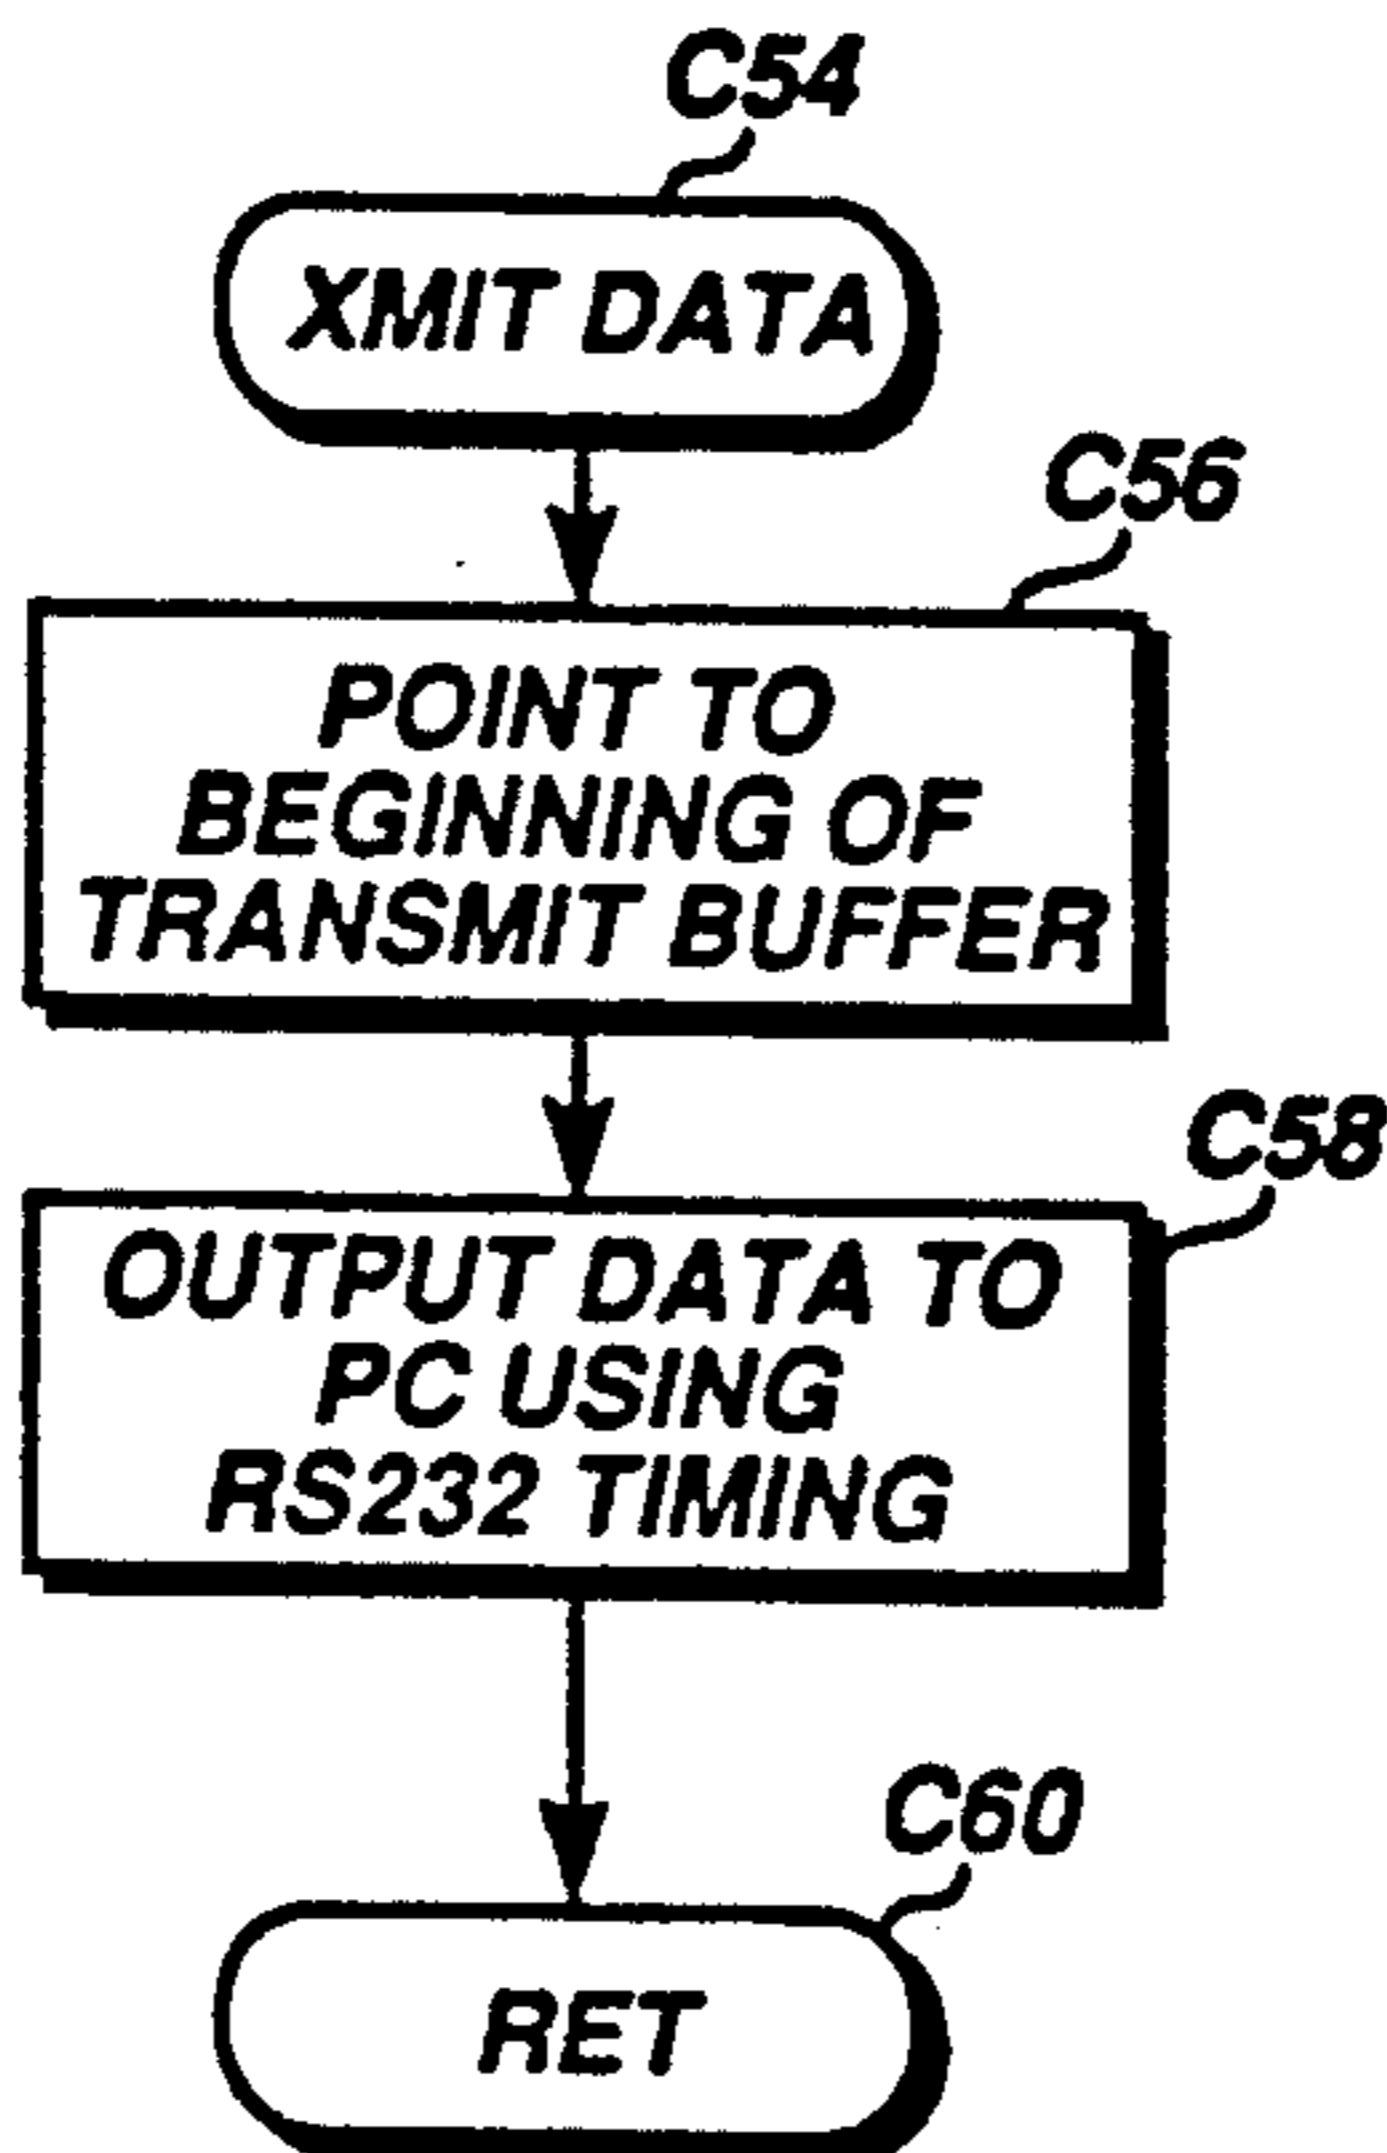 C54
XMIT DATA
C56
POINT TO
BEGINNING OF
TRANSMIT BUFFER
C58
OUTPUT DATA TO
PC USING
RS232 TIMING
C60
RET